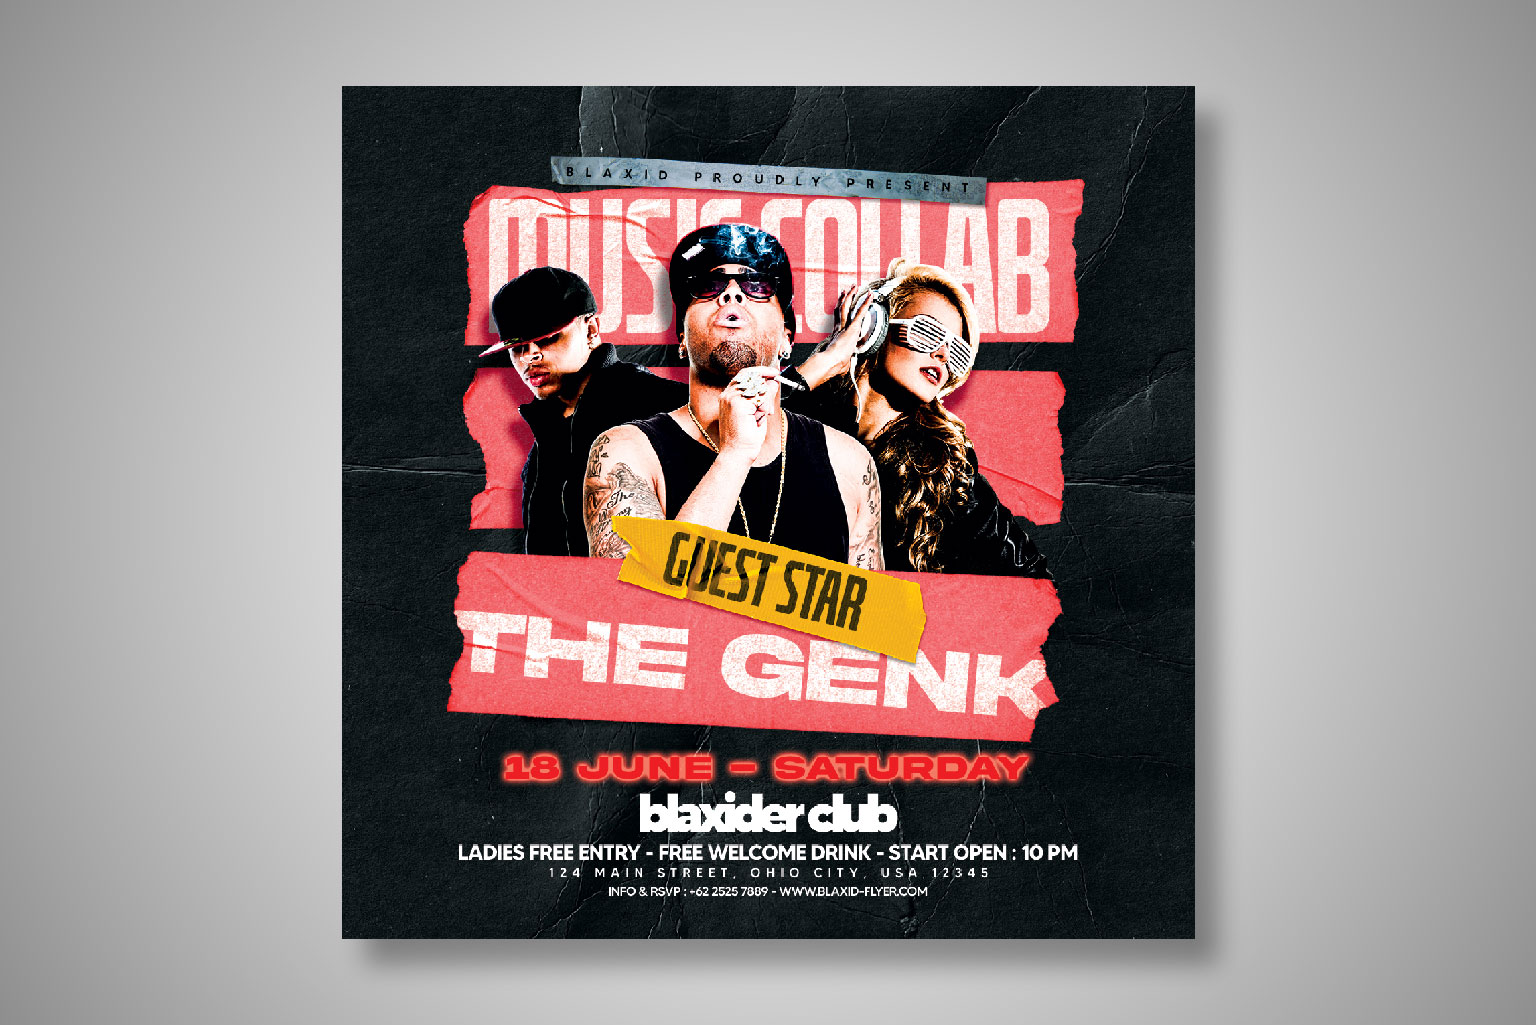 BLAXID PROUDLY PRESENT
MUSIC COLLAB
GUEST STAR
THE GENK
18 JUNE - SATURDAY
blaxider club
LADIES FREE ENTRY - FREE WELCOME DRINK - START OPEN : 10 PM
124 MAIN STREET, OHIO CITY, USA 12345
INFO & RSVP : +62 2525 7889 - WWW.BLAXID-FLYER.COM